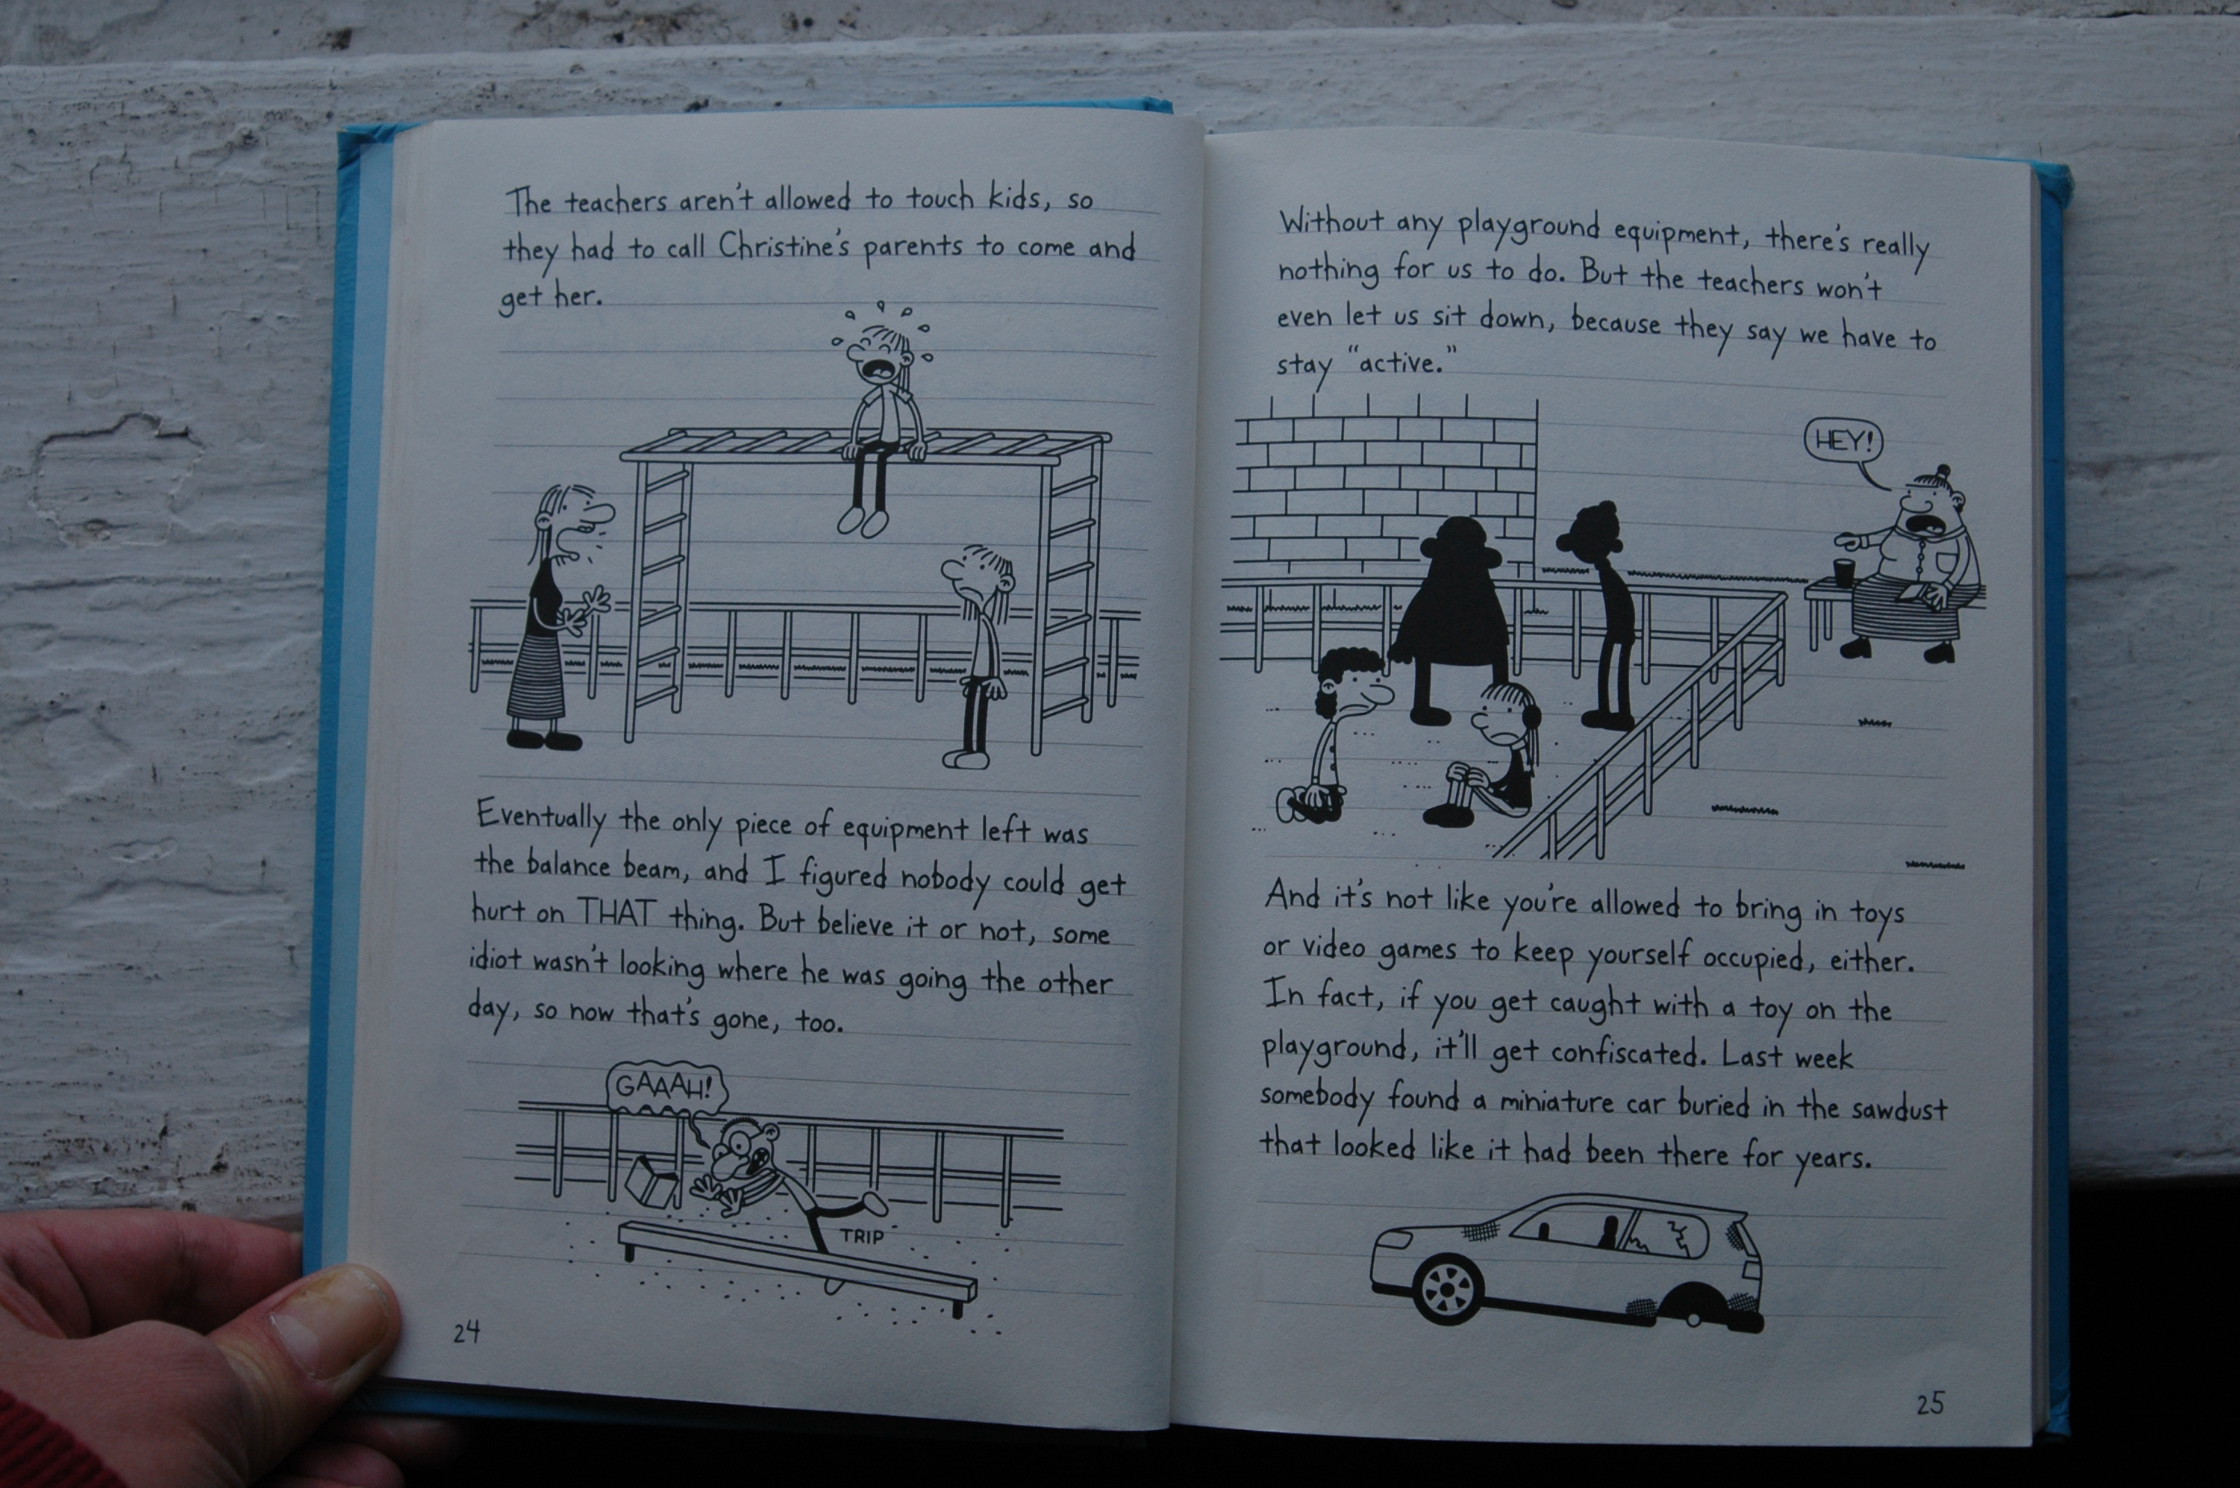 The teachers aren't allowed to touch kids, so
they had to call Christine's parents to come and
get her.
Eventually the only piece of equipment left was
the balance beam, and I figured nobody could get
hurt on THAT thing. But believe it or not, some
idiot wasn't looking where he was going the other
day, so now that's gone, too.
GAAAH!
TRIP
24
Without any playground equipment, there's really
nothing for us to do. But the teachers won't
even let us sit down, because they say we have to
stay "active."
HEY!
And it's not like you're allowed to bring in toys
or video games to keep yourself occupied, either.
In fact, if you get caught with a toy on the
playground, it'll get confiscated. Last week
somebody found a miniature car buried in the sawdust
that looked like it had been there for years.
25